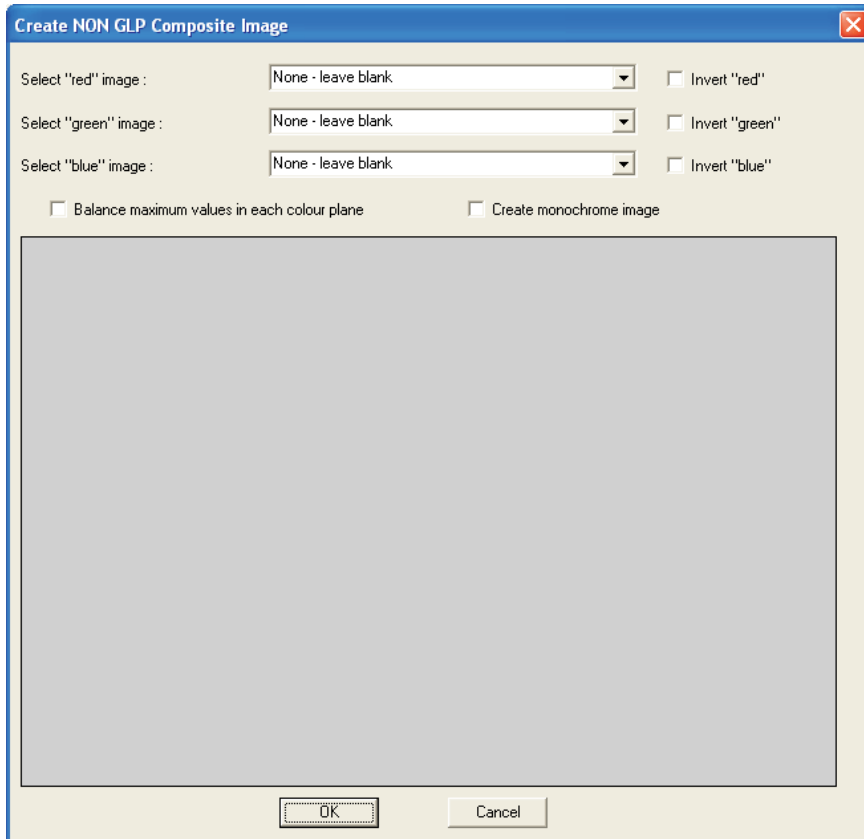 Create NON GLP Composite Image
Select "red" image : None - leave blank Invert "red"
Select "green" image : None - leave blank Invert "green"
Select "blue" image : None - leave blank Invert "blue"
Balance maximum values in each colour plane Create monochrome image
OK Cancel